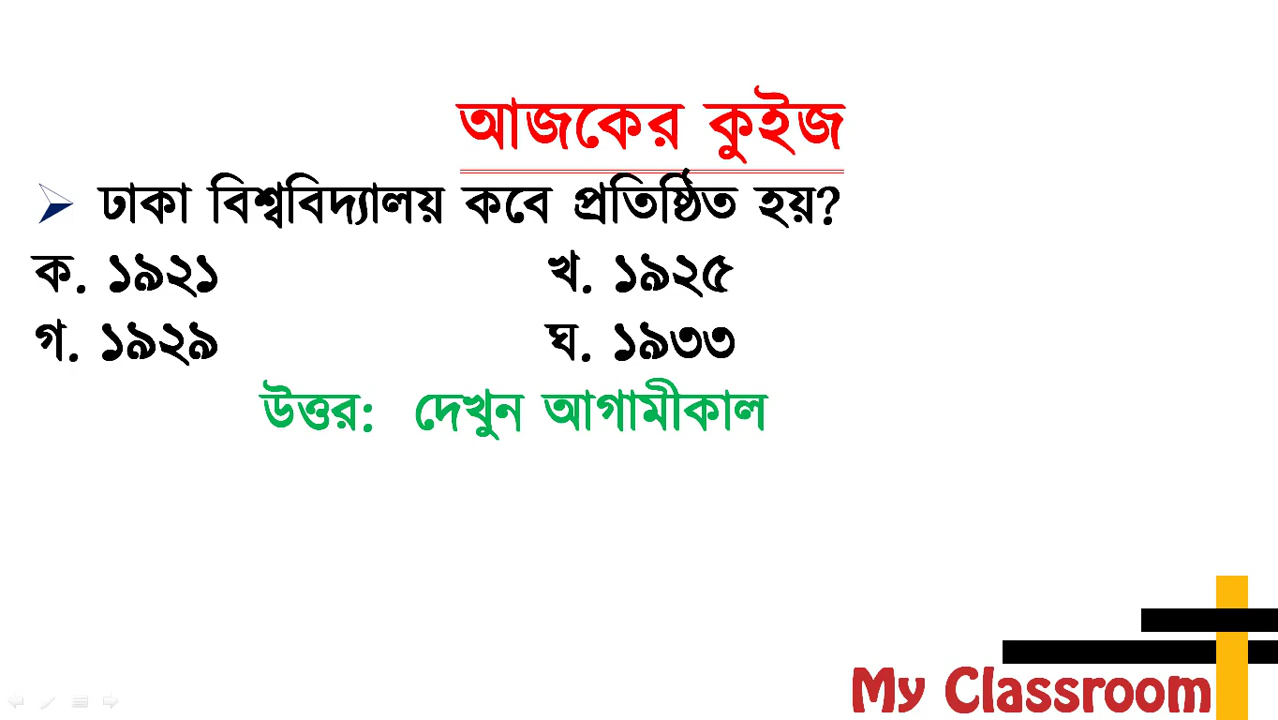 আজকের কুইজ
ঢাকা বিশ্ববিদ্যালয় কবে প্রতিষ্ঠিত হয়?
ক. ১৯২১ খ. ১৯২৫
গ. ১৯২৯ ঘ. ১৯৩৩
উত্তর: দেখুন আগামীকাল
My Classroom